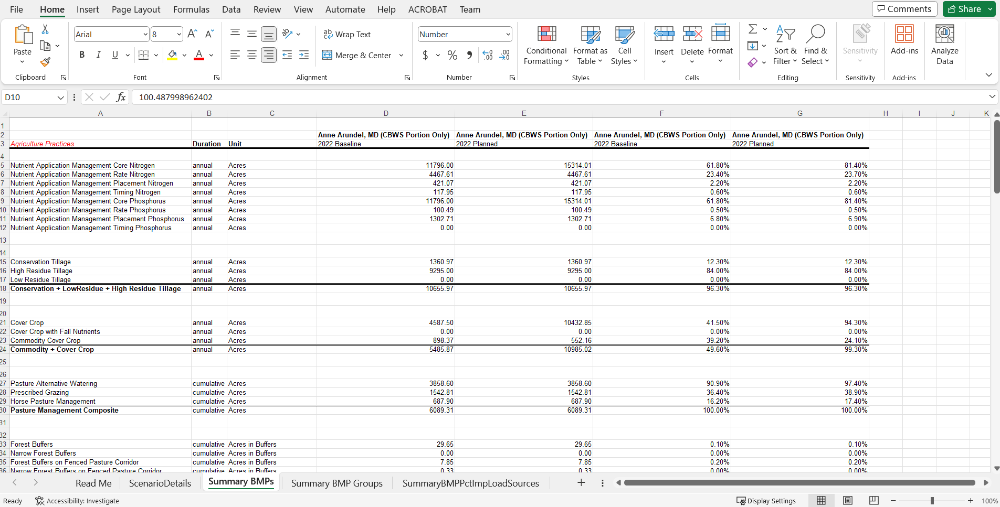 File Home Insert Page Layout Formulas Data Review View Automate Help ACROBAT Team Comments Share
Paste
Clipboard
Arial 8
B I U A
Font
ab Wrap Text
Merge & Center
Alignment
Number
$ % 9
Number
Conditional Formatting
Format as Table
Cell Styles
Styles
Insert
Delete
Format
Cells
Sort & Filter
Find & Select
Editing
Sensitivity
Sensitivity
Add-ins
Add-ins
Analyze Data
D10 fx 100.487998962402
A B C D E F G H I J K
1
2 Anne Arundel, MD (CBWS Portion Only) Anne Arundel, MD (CBWS Portion Only) Anne Arundel, MD (CBWS Portion Only) Anne Arundel, MD (CBWS Portion Only)
3 Agriculture Practices Duration Unit 2022 Baseline 2022 Planned 2022 Baseline 2022 Planned
4
5 Nutrient Application Management Core Nitrogen annual Acres 11796.00 15314.01 61.80% 81.40%
6 Nutrient Application Management Rate Nitrogen annual Acres 4467.61 4467.61 23.40% 23.70%
7 Nutrient Application Management Placement Nitrogen annual Acres 421.07 421.07 2.20% 2.20%
8 Nutrient Application Management Timing Nitrogen annual Acres 117.95 117.95 0.60% 0.60%
9 Nutrient Application Management Core Phosphorus annual Acres 11796.00 15314.01 61.80% 81.40%
10 Nutrient Application Management Rate Phosphorus annual Acres 100.49 100.49 0.50% 0.50%
11 Nutrient Application Management Placement Phosphorus annual Acres 1302.71 1302.71 6.80% 6.90%
12 Nutrient Application Management Timing Phosphorus annual Acres 0.00 0.00 0.00% 0.00%
13
14
15 Conservation Tillage annual Acres 1360.97 1360.97 12.30% 12.30%
16 High Residue Tillage annual Acres 9295.00 9295.00 84.00% 84.00%
17 Low Residue Tillage annual Acres 0.00 0.00 0.00% 0.00%
18 Conservation + LowResidue + High Residue Tillage annual Acres 10655.97 10655.97 96.30% 96.30%
19
20
21 Cover Crop annual Acres 4587.50 10432.85 41.50% 94.30%
22 Cover Crop with Fall Nutrients annual Acres 0.00 0.00 0.00% 0.00%
23 Commodity Cover Crop annual Acres 898.37 552.16 39.20% 24.10%
24 Commodity + Cover Crop annual Acres 5485.87 10985.02 49.60% 99.30%
25
26
27 Pasture Alternative Watering cumulative Acres 3858.60 3858.60 90.90% 97.40%
28 Prescribed Grazing cumulative Acres 1542.81 1542.81 36.40% 38.90%
29 Horse Pasture Management cumulative Acres 687.90 687.90 16.20% 17.40%
30 Pasture Management Composite cumulative Acres 6089.31 6089.31 100.00% 100.00%
31
32
33 Forest Buffers cumulative Acres in Buffers 29.65 29.65 0.10% 0.10%
34 Narrow Forest Buffers cumulative Acres in Buffers 0.00 0.00 0.00% 0.00%
35 Forest Buffers on Fenced Pasture Corridor cumulative Acres in Buffers 7.85 7.85 0.20% 0.20%
36 Narrow Forest Buffers on Fenced Pasture Corridor cumulative Acres in Buffers 0.33 0.33 0.00% 0.00%
Read Me ScenarioDetails Summary BMPs Summary BMP Groups SummaryBMPPctImpLoadSources
Ready Accessibility: Investigate Display Settings 100%